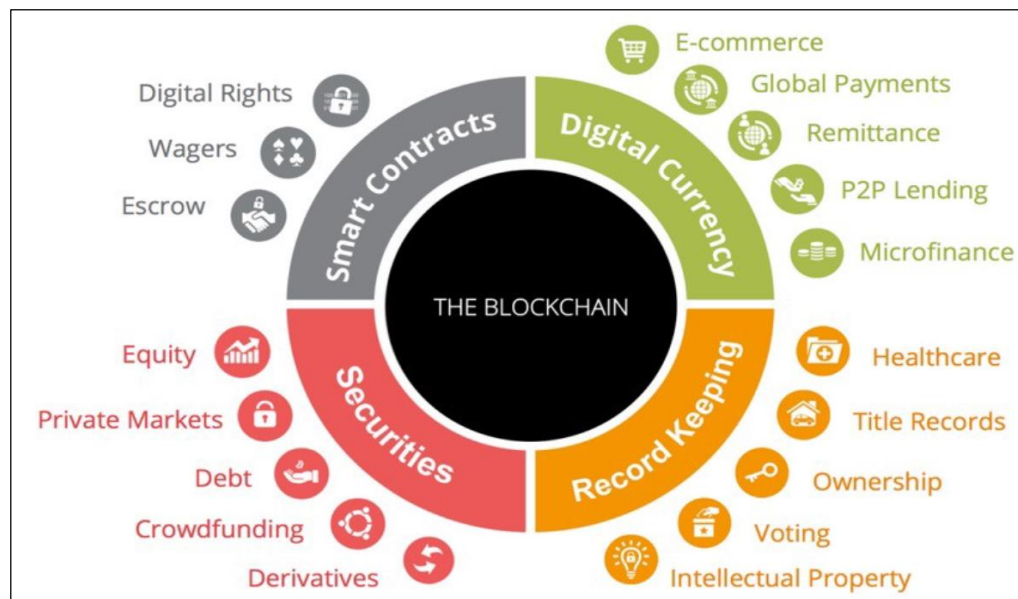 Digital Rights
Wagers
Escrow
Smart Contracts
E-commerce
Global Payments
Remittance
P2P Lending
Microfinance
Digital Currency
THE BLOCKCHAIN
Equity
Private Markets
Debt
Crowdfunding
Derivatives
Securities
Healthcare
Title Records
Ownership
Voting
Intellectual Property
Record Keeping